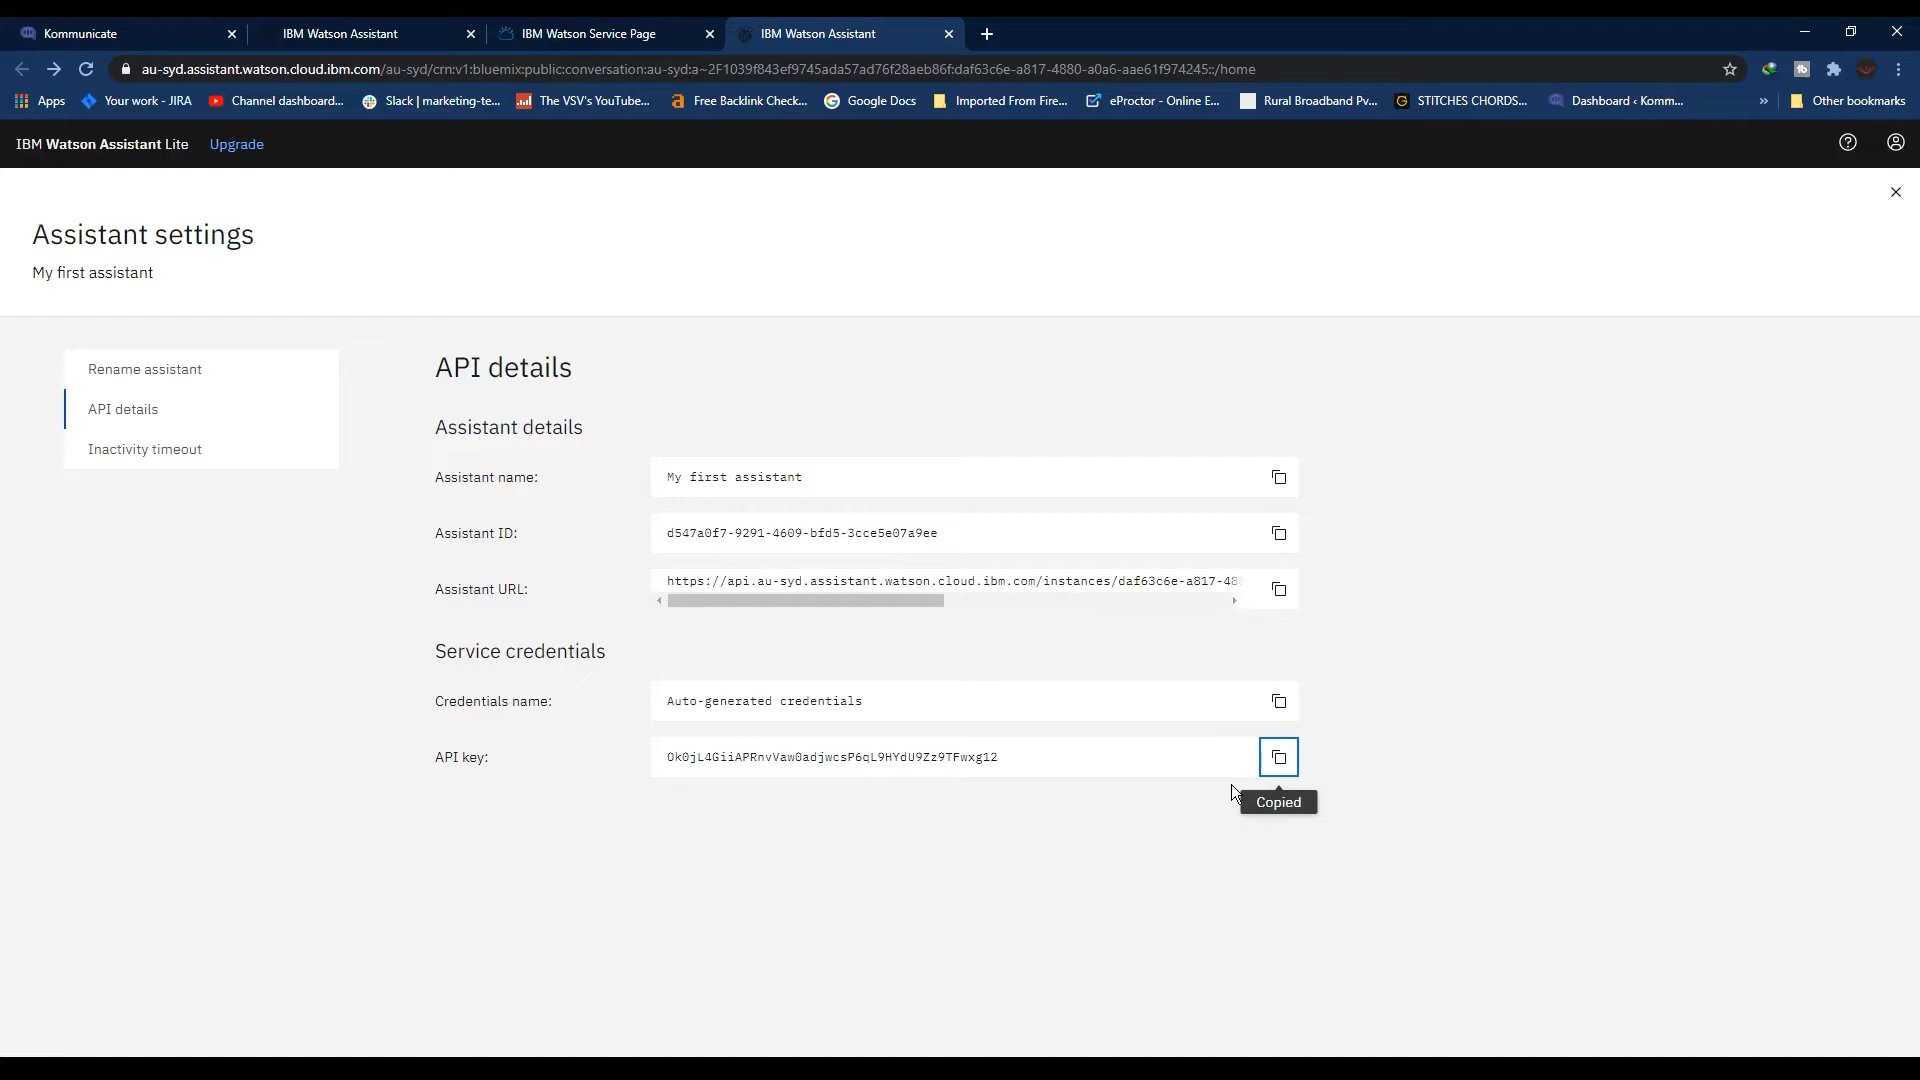 Kommunicate
IBM Watson Assistant
IBM Watson Service Page
IBM Watson Assistant
au-syd.assistant.watson.cloud.ibm.com/au-syd/crn:v1:bluemix:public:conversation:au-syd:a~2F1039f843ef9745ada57ad76f28aeb86f:daf63c6e-a817-4880-a0a6-aae61f974245::/home
Apps
Your work - JIRA
Channel dashboard...
Slack | marketing-te...
The VSV's YouTube...
Free Backlink Check...
Google Docs
Imported From Fire...
eProctor - Online E...
Rural Broadband Pv...
STITCHES CHORDS...
Dashboard ‹ Komm...
»
Other bookmarks
IBM Watson Assistant Lite
Upgrade
Assistant settings
My first assistant
Rename assistant
API details
Inactivity timeout
API details
Assistant details
Assistant name:
My first assistant
Assistant ID:
d547a0f7-9291-4609-bfd5-3cce5e07a9ee
Assistant URL:
https://api.au-syd.assistant.watson.cloud.ibm.com/instances/daf63c6e-a817-48
Service credentials
Credentials name:
Auto-generated credentials
API key:
Ok0jL4GiiAPRnvVaw0adjwcsP6qL9HYdU9Zz9TFwxg12
Copied